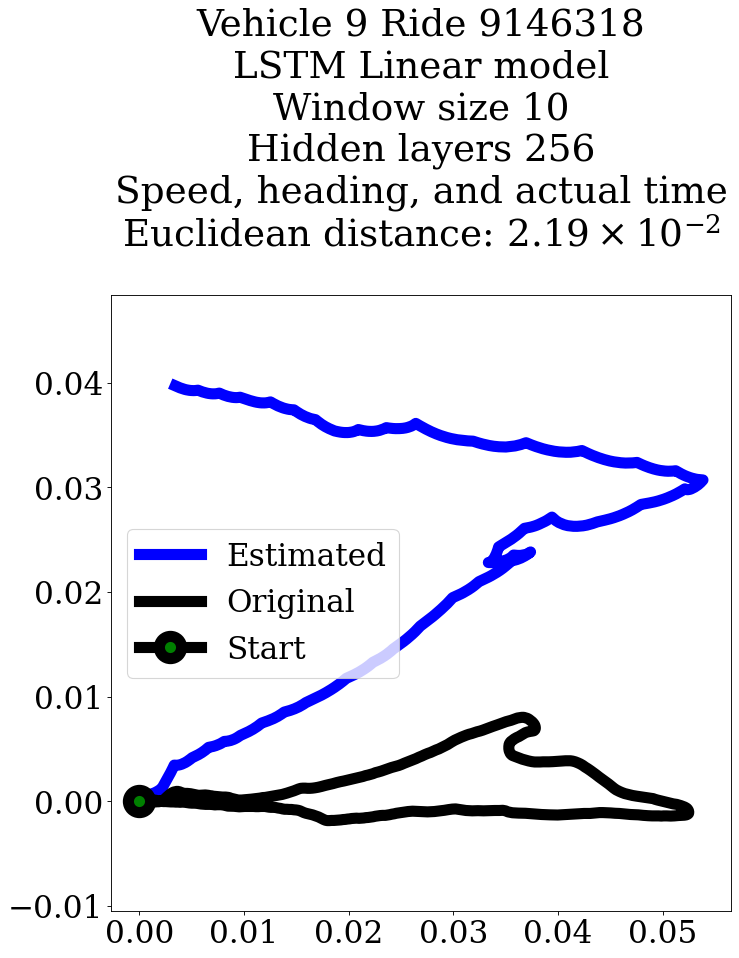 Vehicle 9 Ride 9146318
LSTM Linear model
Window size 10
Hidden layers 256
Speed, heading, and actual time
Euclidean distance: 2.19 × 10⁻²
0.04
0.03
0.02
0.01
0.00
−0.01
Estimated
Original
Start
0.00 0.01 0.02 0.03 0.04 0.05